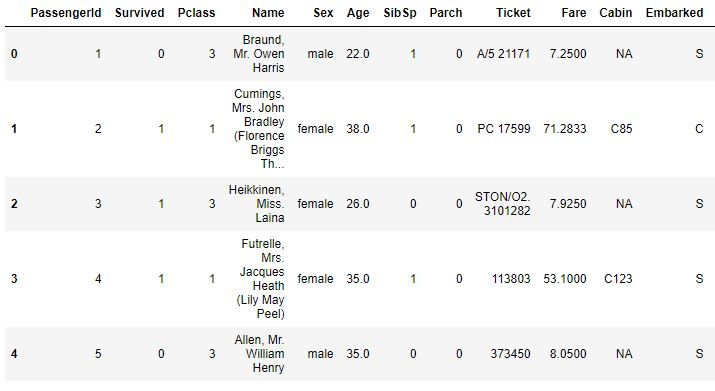 PassengerId Survived Pclass Name Sex Age SibSp Parch Ticket Fare Cabin Embarked
0 1 0 3 Braund, Mr. Owen Harris male 22.0 1 0 A/5 21171 7.2500 NA S
1 2 1 1 Cumings, Mrs. John Bradley (Florence Briggs Th... female 38.0 1 0 PC 17599 71.2833 C85 C
2 3 1 3 Heikkinen, Miss. Laina female 26.0 0 0 STON/O2. 3101282 7.9250 NA S
3 4 1 1 Futrelle, Mrs. Jacques Heath (Lily May Peel) female 35.0 1 0 113803 53.1000 C123 S
4 5 0 3 Allen, Mr. William Henry male 35.0 0 0 373450 8.0500 NA S